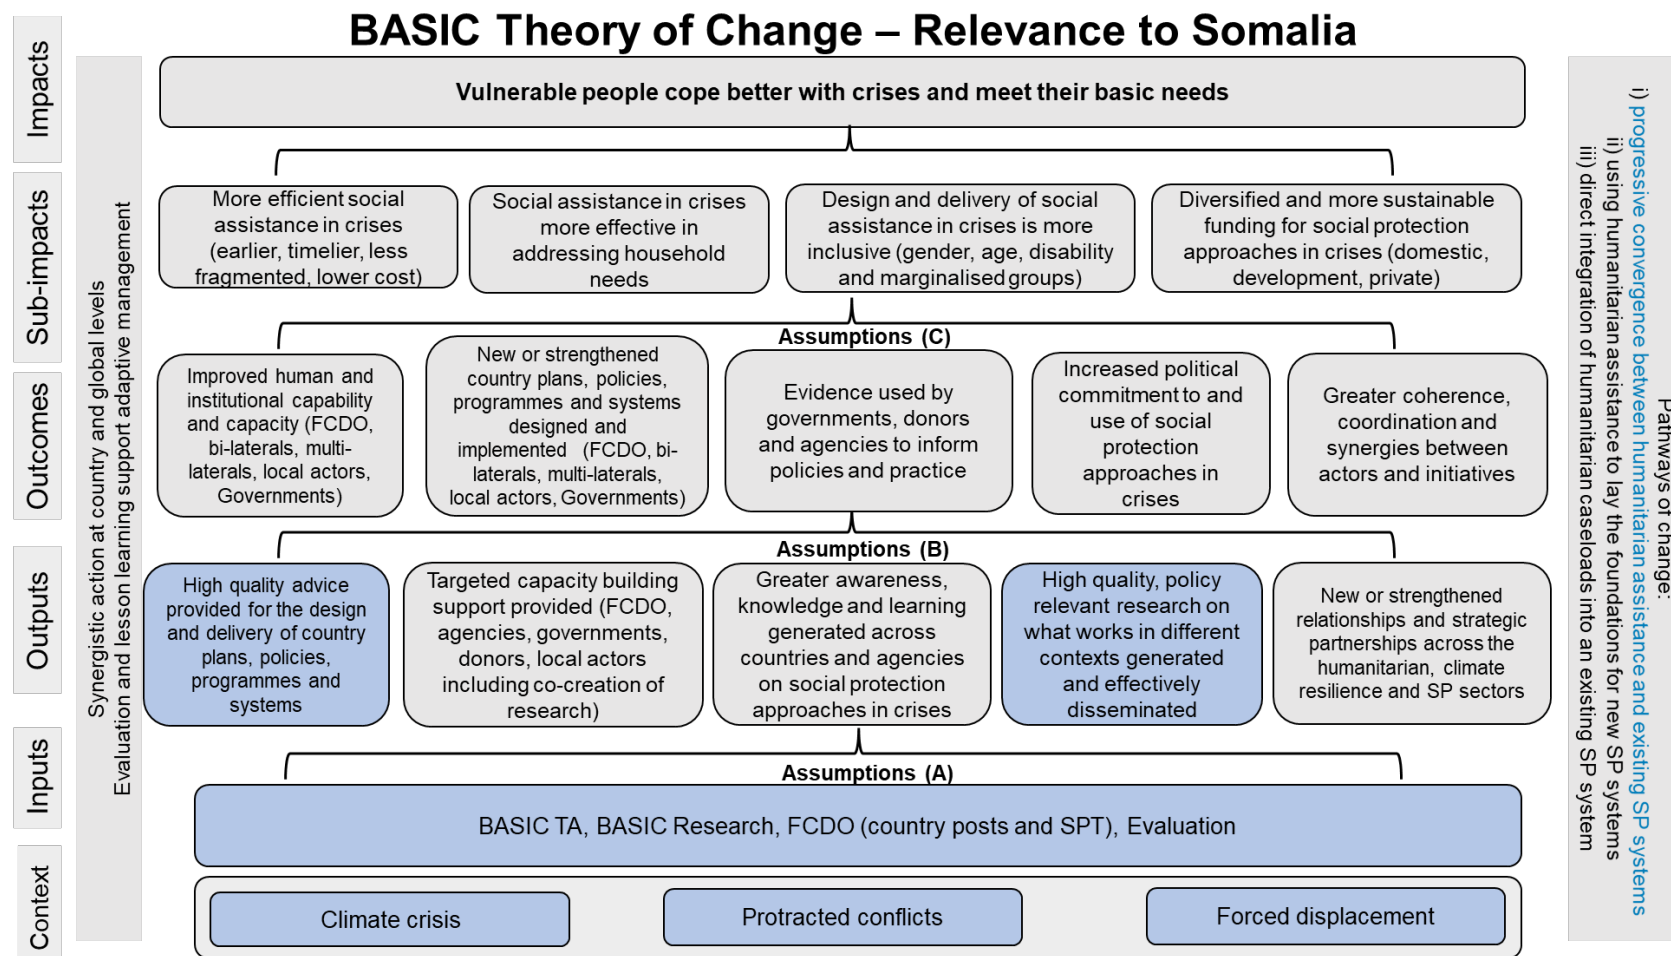 BASIC Theory of Change – Relevance to Somalia
Impacts
Vulnerable people cope better with crises and meet their basic needs
Sub-impacts
More efficient social
assistance in crises
(earlier, timelier, less
fragmented, lower cost)
Social assistance in crises
more effective in
addressing household
needs
Design and delivery of social
assistance in crises is more
inclusive (gender, age, disability
and marginalised groups)
Diversified and more sustainable
funding for social protection
approaches in crises (domestic,
development, private)
Assumptions (C)
Outcomes
Improved human and
institutional capability
and capacity (FCDO,
bi-laterals, multi-
laterals, local actors,
Governments)
New or strengthened
country plans, policies,
programmes and systems
designed and
implemented (FCDO, bi-
laterals, multi-laterals,
local actors, Governments)
Evidence used by
governments, donors
and agencies to inform
policies and practice
Increased political
commitment to and
use of social
protection
approaches in
crises
Greater coherence,
coordination and
synergies between
actors and initiatives
Assumptions (B)
Outputs
High quality advice
provided for the design
and delivery of country
plans, policies,
programmes and
systems
Targeted capacity building
support provided (FCDO,
agencies, governments,
donors, local actors
including co-creation of
research)
Greater awareness,
knowledge and learning
generated across
countries and agencies
on social protection
approaches in crises
High quality, policy
relevant research on
what works in different
contexts generated
and effectively
disseminated
New or strengthened
relationships and strategic
partnerships across the
humanitarian, climate
resilience and SP sectors
Assumptions (A)
Inputs
BASIC TA, BASIC Research, FCDO (country posts and SPT), Evaluation
Context
Climate crisis
Protracted conflicts
Forced displacement
Synergistic action at country and global levels
Evaluation and lesson learning support adaptive management
Pathways of change:
i) progressive convergence between humanitarian assistance and existing SP systems
ii) using humanitarian assistance to lay the foundations for new SP systems
iii) direct integration of humanitarian caseloads into an existing SP system